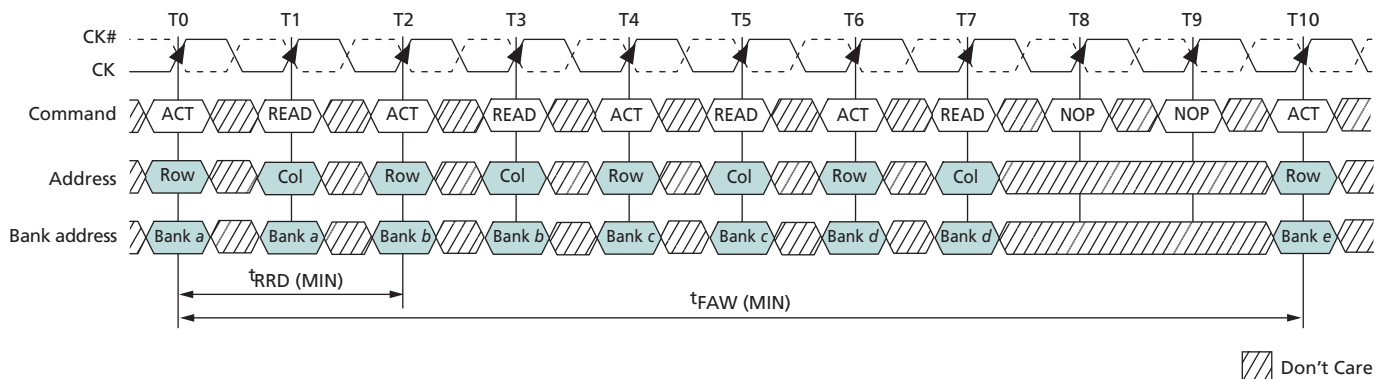 T0 T1 T2 T3 T4 T5 T6 T7 T8 T9 T10
CK#
CK
Command ACT READ ACT READ ACT READ ACT READ NOP NOP ACT
Address Row Col Row Col Row Col Row Col Row
Bank address Bank a Bank a Bank b Bank b Bank c Bank c Bank d Bank d Bank e
tRRD (MIN)
tFAW (MIN)
Don't Care